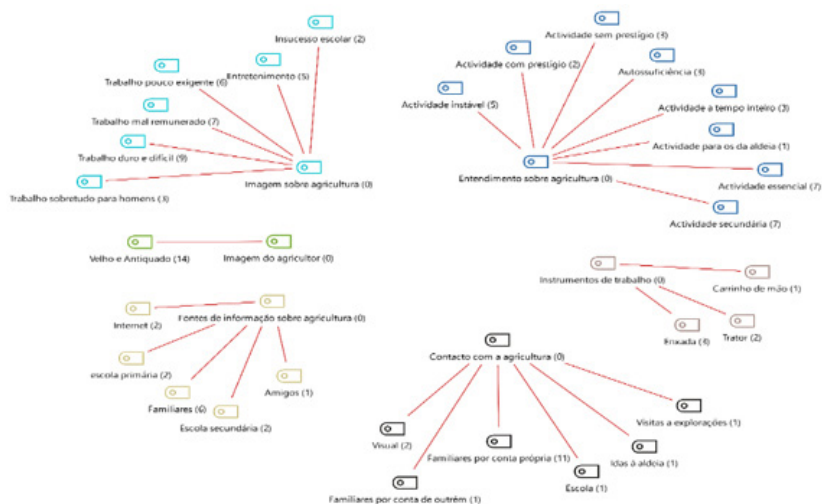 Insucesso escolar (2)
Trabalho pouco exigente (6)
Entretenimento (5)
Trabalho mal remunerado (7)
Trabalho duro e difícil (9)
Trabalho sobretudo para homens (3)
Imagem sobre agricultura (0)
Actividade sem prestígio (3)
Actividade com prestígio (2)
Autossuficiência (3)
Actividade instável (5)
Actividade a tempo inteiro (3)
Actividade para os da aldeia (1)
Entendimento sobre agricultura (0)
Actividade essencial (7)
Actividade secundária (7)
Velho e Antiquado (14)
Imagem do agricultor (0)
Instrumentos de trabalho (0)
Carrinho de mão (1)
Trator (2)
Enxada (3)
Fontes de informação sobre agricultura (0)
Internet (2)
escola primária (2)
Familiares (6)
Escola secundária (2)
Amigos (1)
Contacto com a agricultura (0)
Visual (2)
Familiares por conta de outrém (1)
Familiares por conta própria (11)
Escola (1)
Idas à aldeia (1)
Visitas a explorações (1)